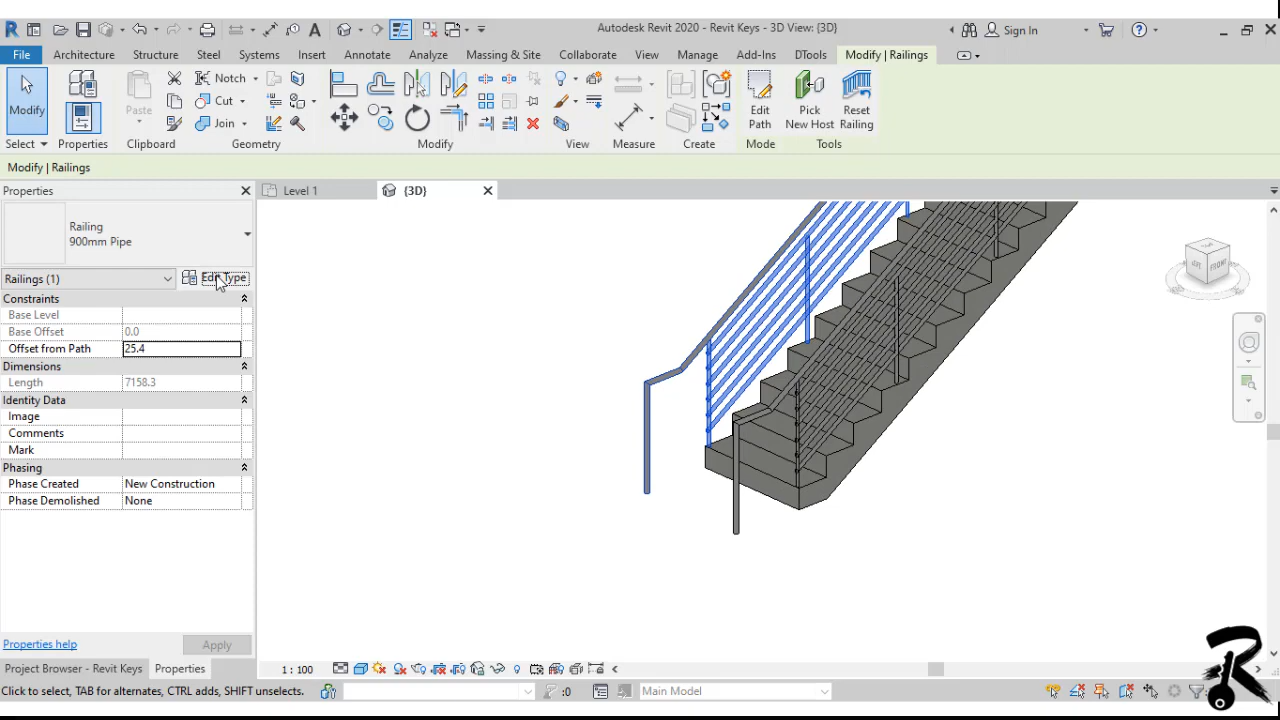 Autodesk Revit 2020 - Revit Keys - 3D View: {3D}
Sign In
File Architecture Structure Steel Systems Insert Annotate Analyze Massing & Site Collaborate View Manage Add-Ins DTools Modify | Railings
Modify
Paste
Notch
Cut
Join
Edit
Path
Pick
New Host
Reset
Railing
Select Properties Clipboard Geometry Modify View Measure Create Mode Tools
Modify | Railings
Properties
Level 1
{3D}
Railing
900mm Pipe
Railings (1)
Edit Type
Constraints
Base Level
Base Offset 0.0
Offset from Path 25.4
Dimensions
Length 7158.3
Identity Data
Image
Comments
Mark
Phasing
Phase Created New Construction
Phase Demolished None
FRONT
Properties help
Apply
Project Browser - Revit Keys Properties
1 : 100
Click to select, TAB for alternates, CTRL adds, SHIFT unselects.
:0
Main Model